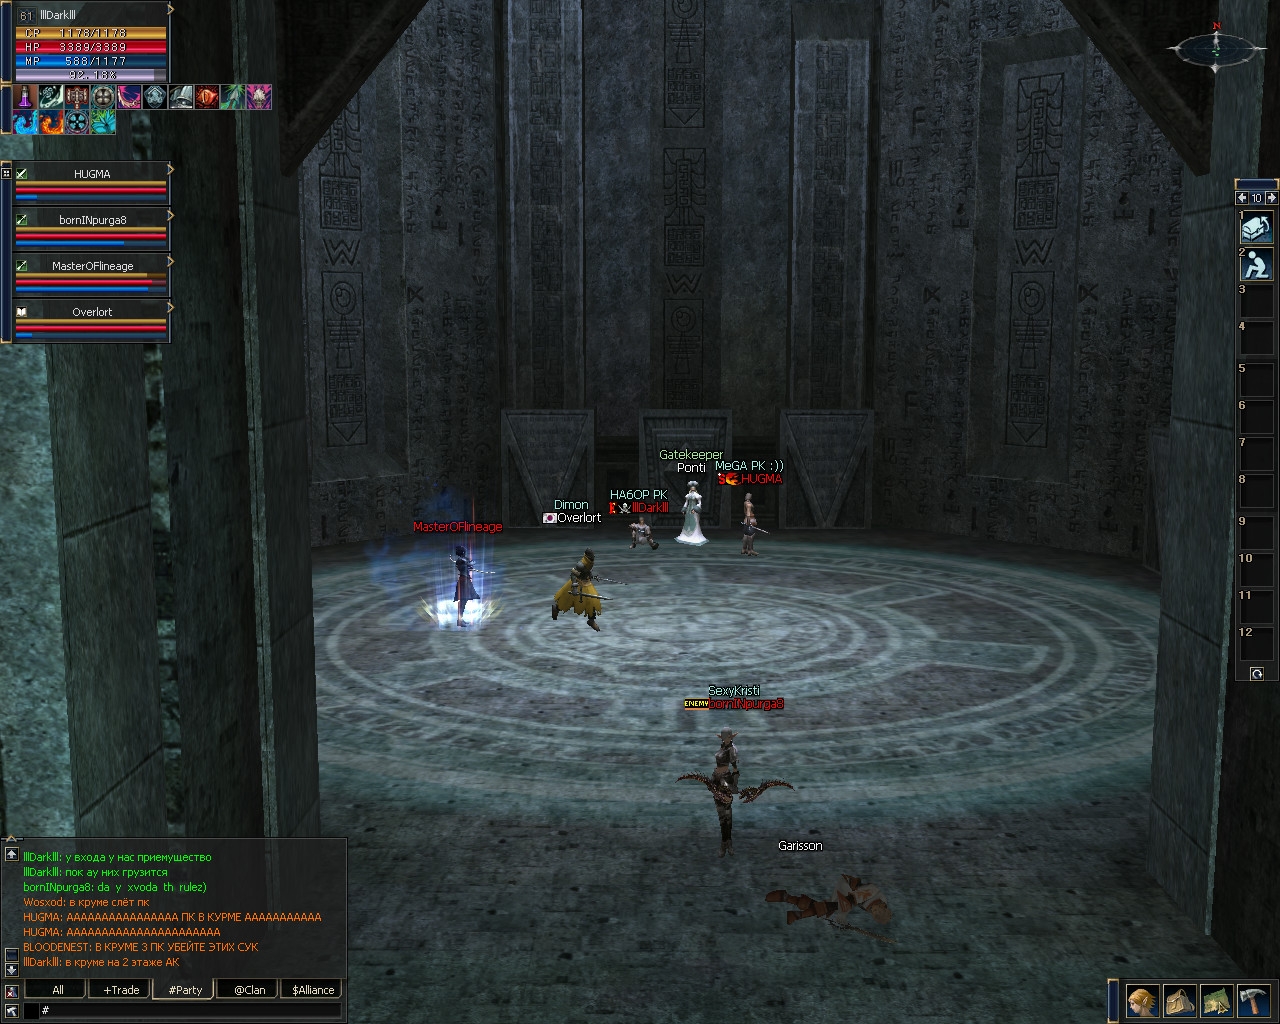 61 lllDarklll
CP 1178/1178
HP 3389/3389
MP 588/1177
92.18%
HUGMA
bornINpurga8
MasterOFlineage
Overlort
N
10
1
2
3
4
5
6
7
8
9
10
11
12
Gatekeeper
Ponti
MeGA PK :))
HUGMA
НА6ОР РК
lllDarklll
Dimon
Overlort
MasterOFlineage
SexyKristi
ENEMY bornINpurga8
Garisson
lllDarklll: у входа у нас приемущество
lllDarklll: пок ау них грузится
bornINpurga8: da y xvoda th rulez)
Wosxod: в круме слёт пк
HUGMA: АААААААААААААААА ПК В КУРМЕ ААААААААААА
HUGMA: АААААААААААААААААААААА
BLOODENEST: В КРУМЕ 3 ПК УБЕЙТЕ ЭТИХ СУК
lllDarklll: в круме на 2 этаже АК
All +Trade #Party @Clan $Alliance
#